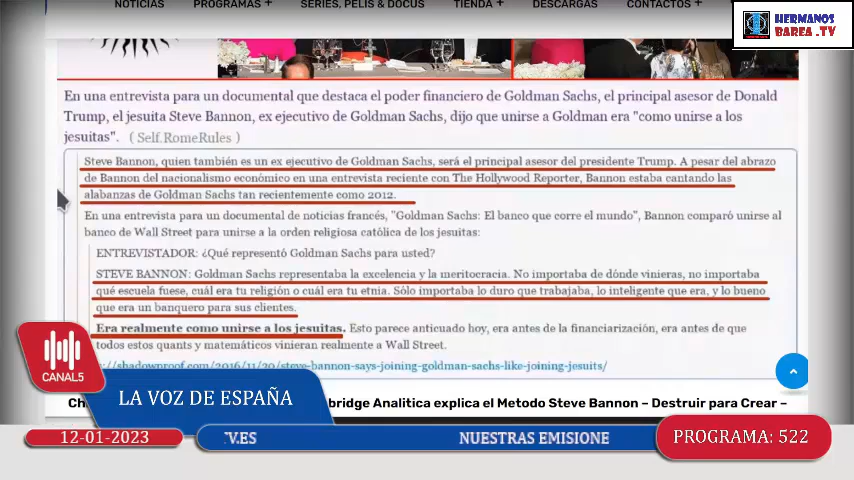 NOTICIAS PROGRAMAS + SERIES, PELIS & DOCUS TIENDA + DESCARGAS CONTACTOS +
HERMANOS
BAREA .TV
En una entrevista para un documental que destaca el poder financiero de Goldman Sachs, el principal asesor de Donald
Trump, el jesuita Steve Bannon, ex ejecutivo de Goldman Sachs, dijo que unirse a Goldman era "como unirse a los
jesuitas". ( Self.RomeRules )
Steve Bannon, quien también es un ex ejecutivo de Goldman Sachs, será el principal asesor del presidente Trump. A pesar del abrazo
de Bannon del nacionalismo económico en una entrevista reciente con The Hollywood Reporter, Bannon estaba cantando las
alabanzas de Goldman Sachs tan recientemente como 2012.
En una entrevista para un documental de noticias francés, "Goldman Sachs: El banco que corre el mundo", Bannon comparó unirse al
banco de Wall Street para unirse a la orden religiosa católica de los jesuitas:
ENTREVISTADOR: ¿Qué representó Goldman Sachs para usted?
STEVE BANNON: Goldman Sachs representaba la excelencia y la meritocracia. No importaba de dónde vinieras, no importaba
qué escuela fuese, cuál era tu religión o cuál era tu etnia. Sólo importaba lo duro que trabajaba, lo inteligente que era, y lo bueno
que era un banquero para sus clientes.
Era realmente como unirse a los jesuitas. Esto parece anticuado hoy, era antes de la financiarización, era antes de que
todos estos quants y matemáticos vinieran realmente a Wall Street.
://shadowproof.com/2016/11/20/steve-bannon-says-joining-goldman-sachs-like-joining-jesuits/
Ch bridge Analitica explica el Metodo Steve Bannon – Destruir para Crear –
CANAL5
LA VOZ DE ESPAÑA
12-01-2023
V.ES NUESTRAS EMISIONE
PROGRAMA: 522